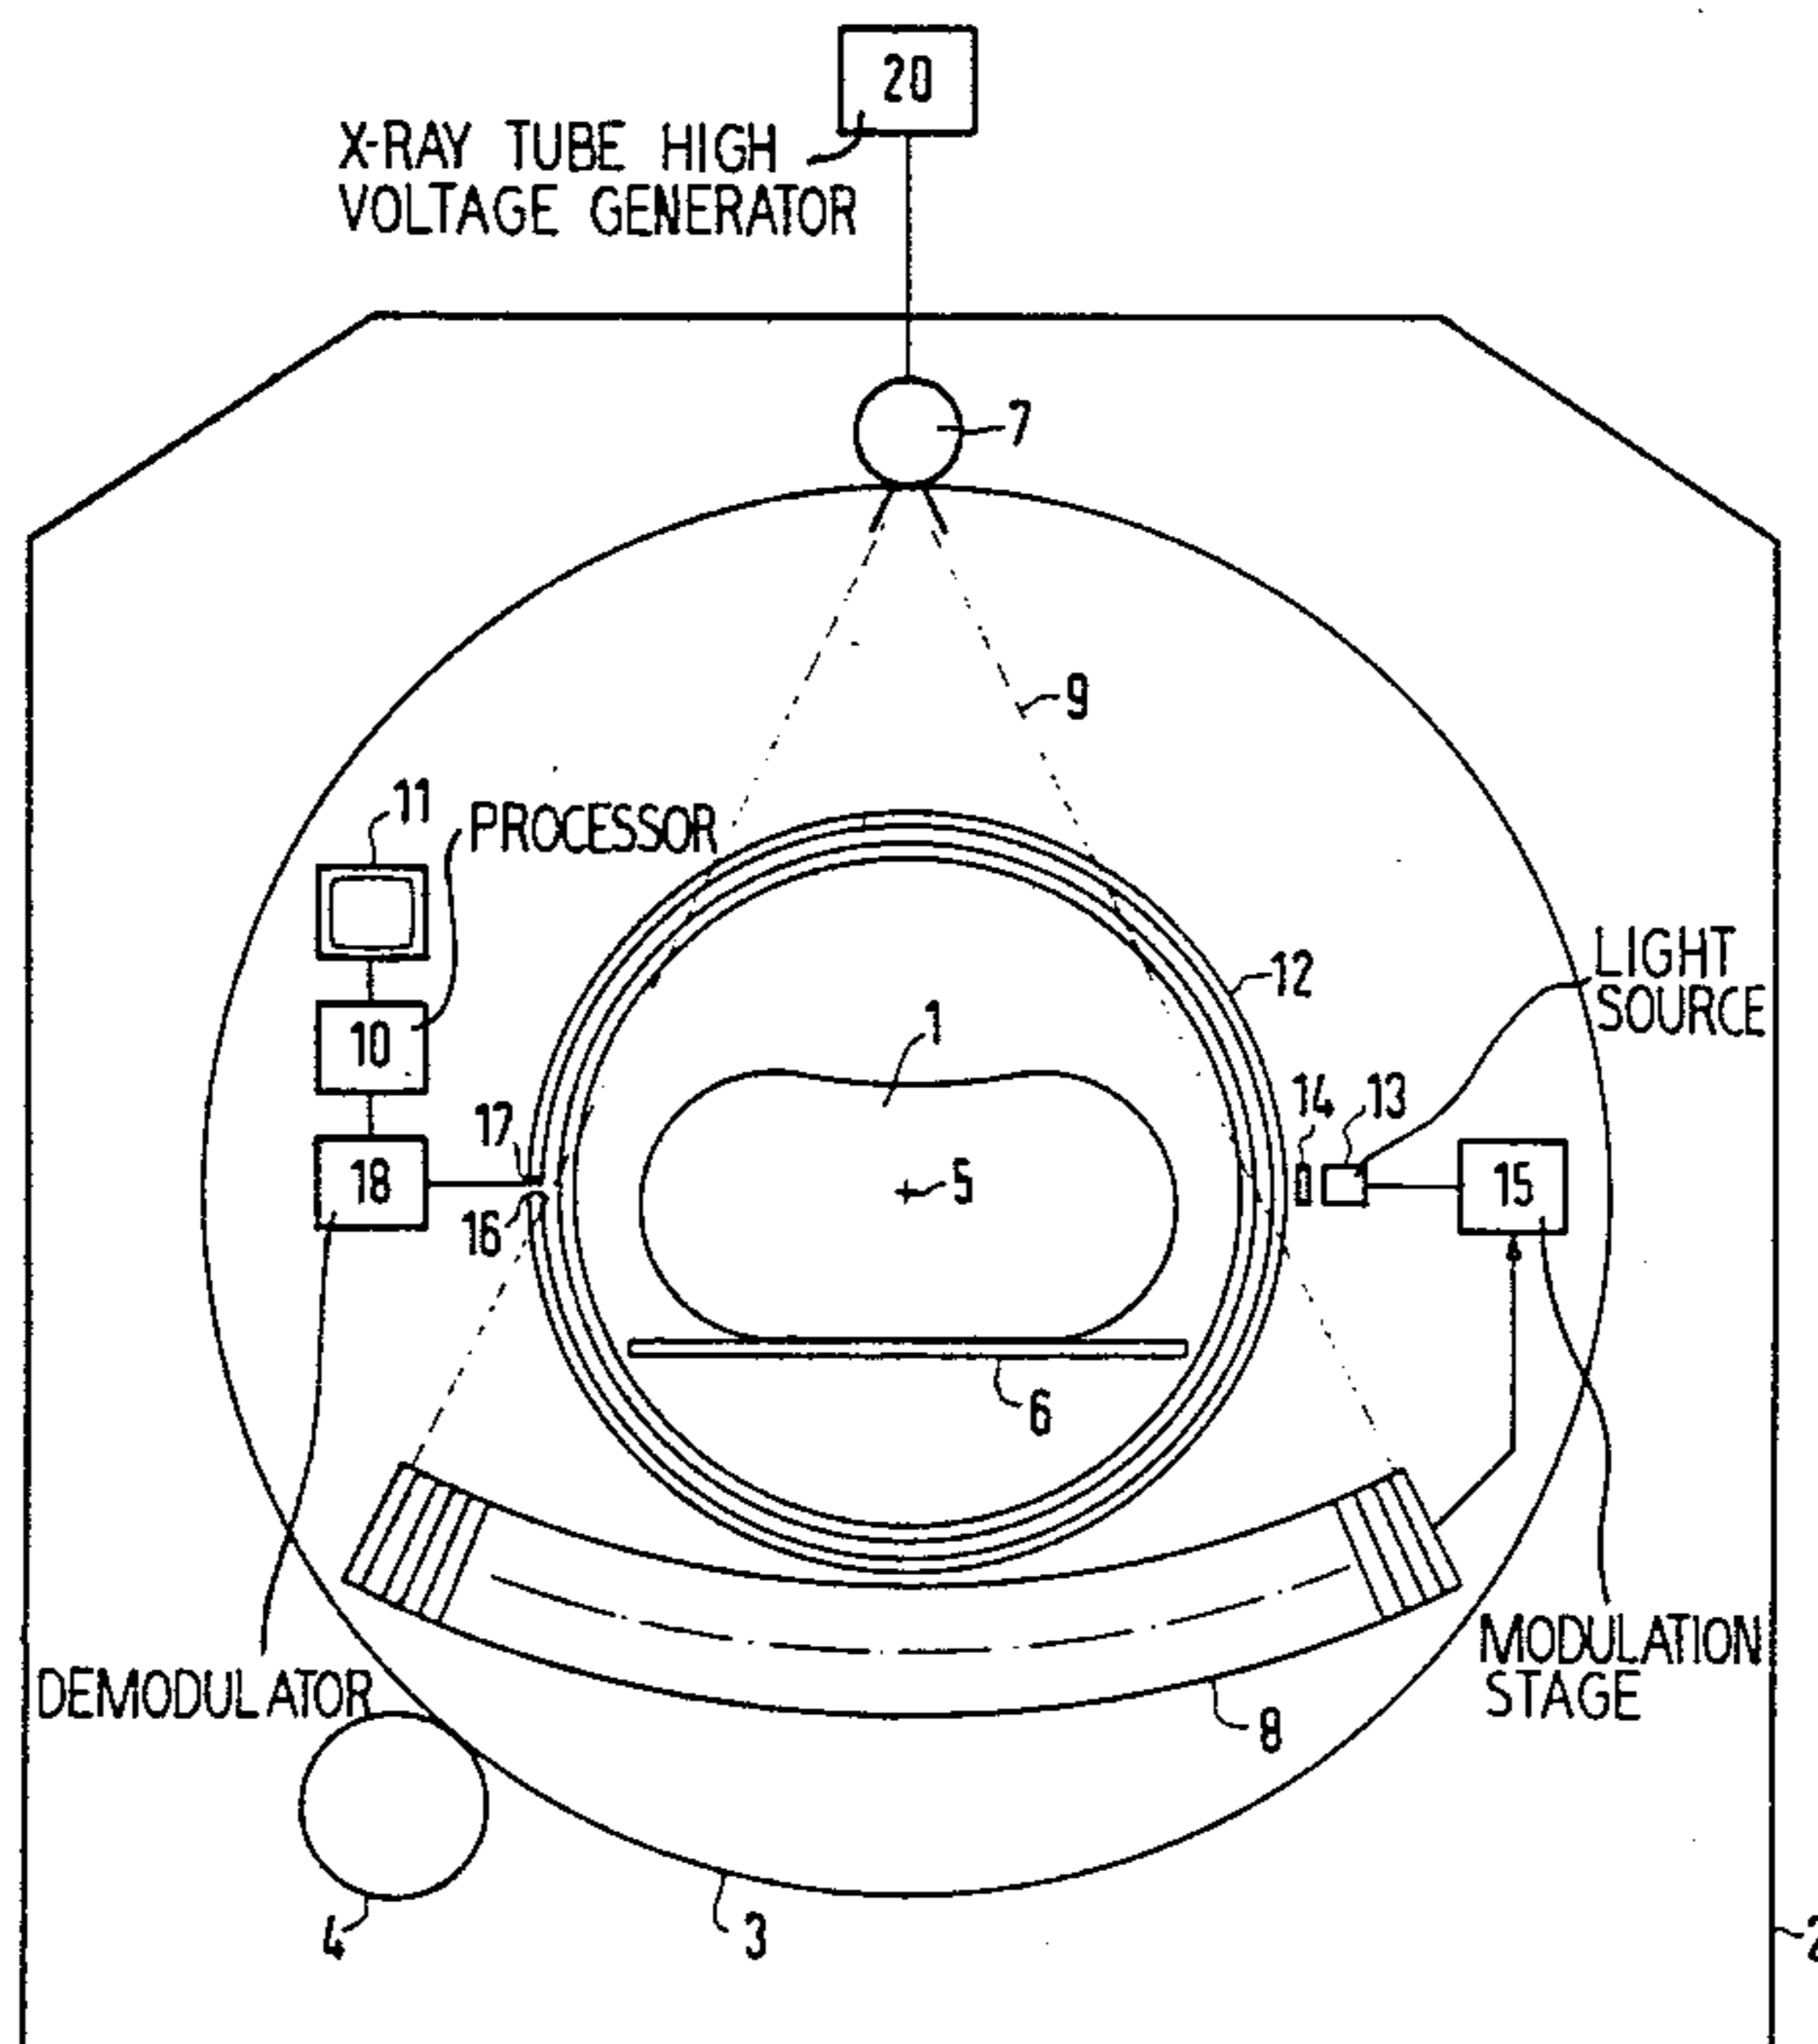 20
X-RAY TUBE HIGH
VOLTAGE GENERATOR
7
9
11
PROCESSOR
12
LIGHT
SOURCE
10
1
14
13
17
18
5
15
16
6
DEMODULATOR
MODULATION
STAGE
8
4
3
2